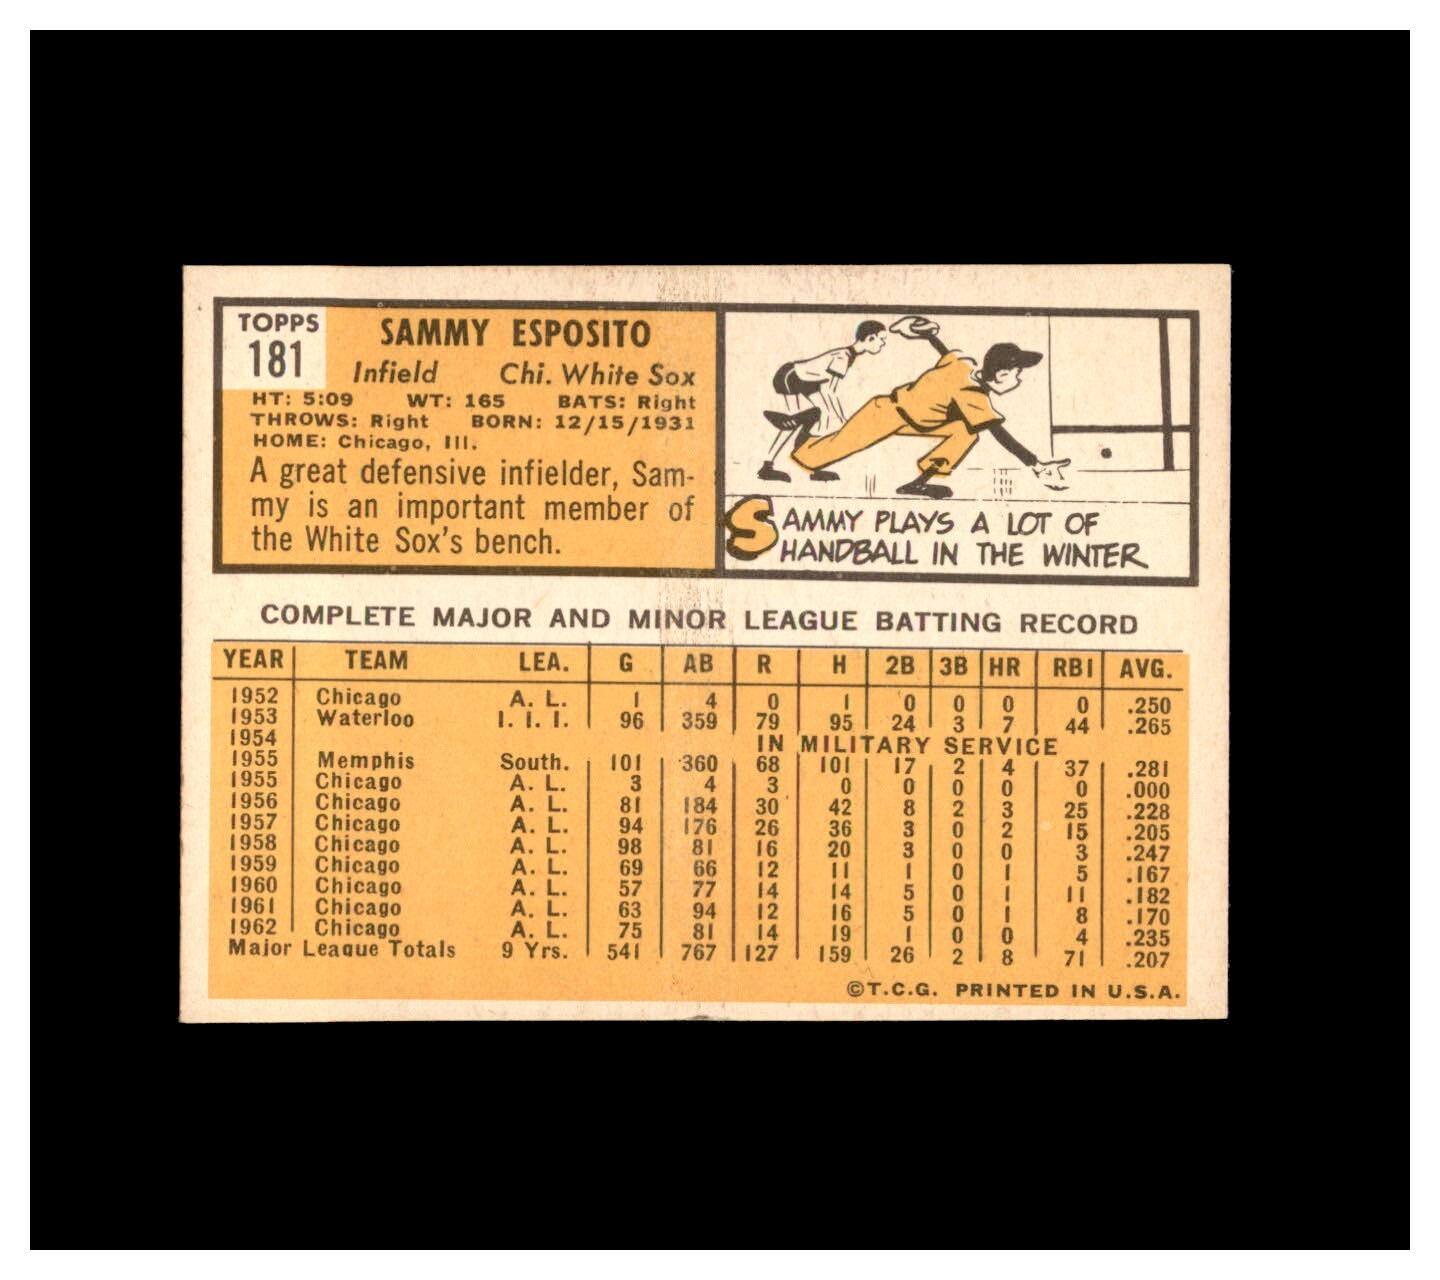 TOPPS
181
SAMMY ESPOSITO
Infield Chi. White Sox
HT: 5:09 WT: 165 BATS: Right
THROWS: Right BORN: 12/15/1931
HOME: Chicago, Ill.
A great defensive infielder, Sam-
my is an important member of
the White Sox's bench.
SAMMY PLAYS A LOT OF
HANDBALL IN THE WINTER
COMPLETE MAJOR AND MINOR LEAGUE BATTING RECORD
YEAR TEAM LEA. G AB R H 2B 3B HR RBI AVG.
1952 Chicago A. L. 1 4 0 1 0 0 0 0 .250
1953 Waterloo I. I. I. 96 359 79 95 24 3 7 44 .265
1954 IN MILITARY SERVICE
1955 Memphis South. 101 360 68 101 17 2 4 37 .281
1955 Chicago A. L. 3 4 3 0 0 0 0 0 .000
1956 Chicago A. L. 81 184 30 42 8 2 3 25 .228
1957 Chicago A. L. 94 176 26 36 3 0 2 15 .205
1958 Chicago A. L. 98 81 16 20 3 0 0 3 .247
1959 Chicago A. L. 69 66 12 11 1 0 1 5 .167
1960 Chicago A. L. 57 77 14 14 5 0 1 11 .182
1961 Chicago A. L. 63 94 12 16 5 0 1 8 .170
1962 Chicago A. L. 75 81 14 19 1 0 0 4 .235
Major League Totals 9 Yrs. 541 767 127 159 26 2 8 71 .207
©T.C.G. PRINTED IN U.S.A.